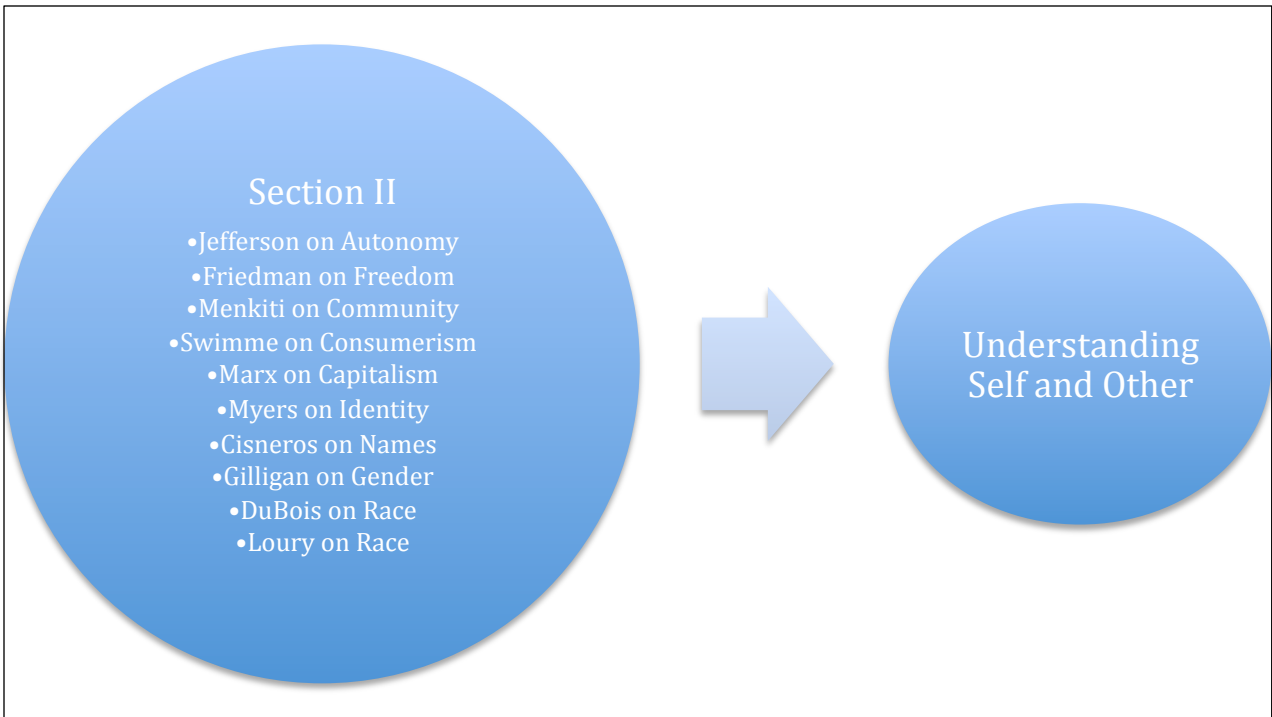 Section II
•Jefferson on Autonomy
•Friedman on Freedom
•Menkiti on Community
•Swimme on Consumerism
•Marx on Capitalism
•Myers on Identity
•Cisneros on Names
•Gilligan on Gender
•DuBois on Race
•Loury on Race
Understanding
Self and Other